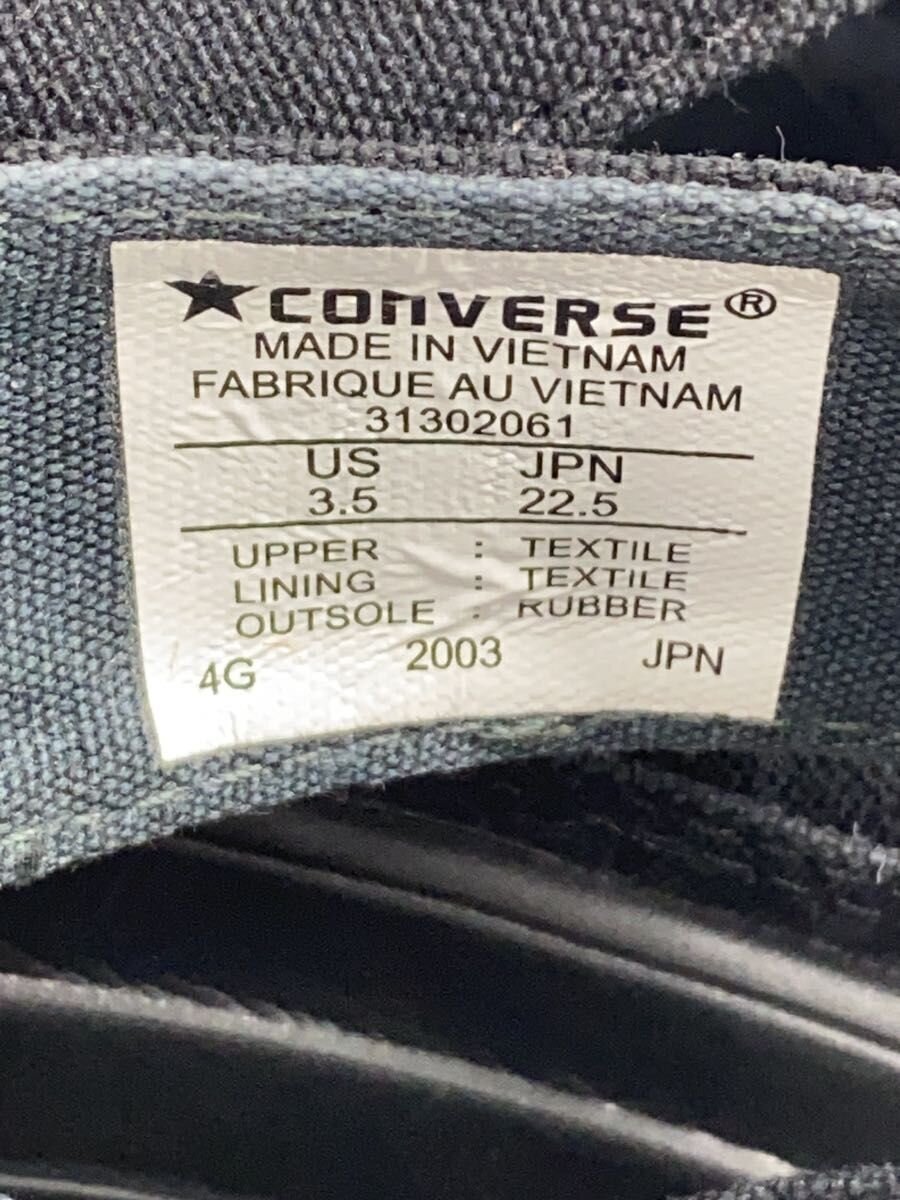 ★CONVERSE®
MADE IN VIETNAM
FABRIQUE AU VIETNAM
31302061
US JPN
3.5 22.5
UPPER : TEXTILE
LINING : TEXTILE
OUTSOLE : RUBBER
4G 2003 JPN